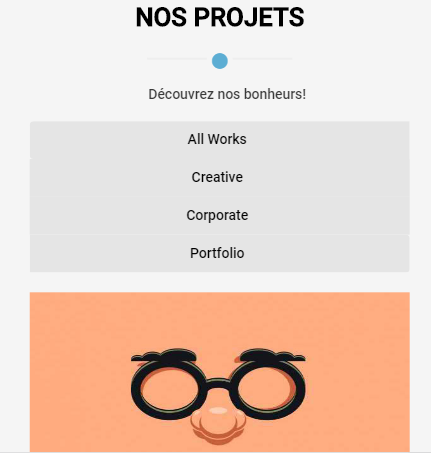 NOS PROJETS
Découvrez nos bonheurs!
All Works
Creative
Corporate
Portfolio